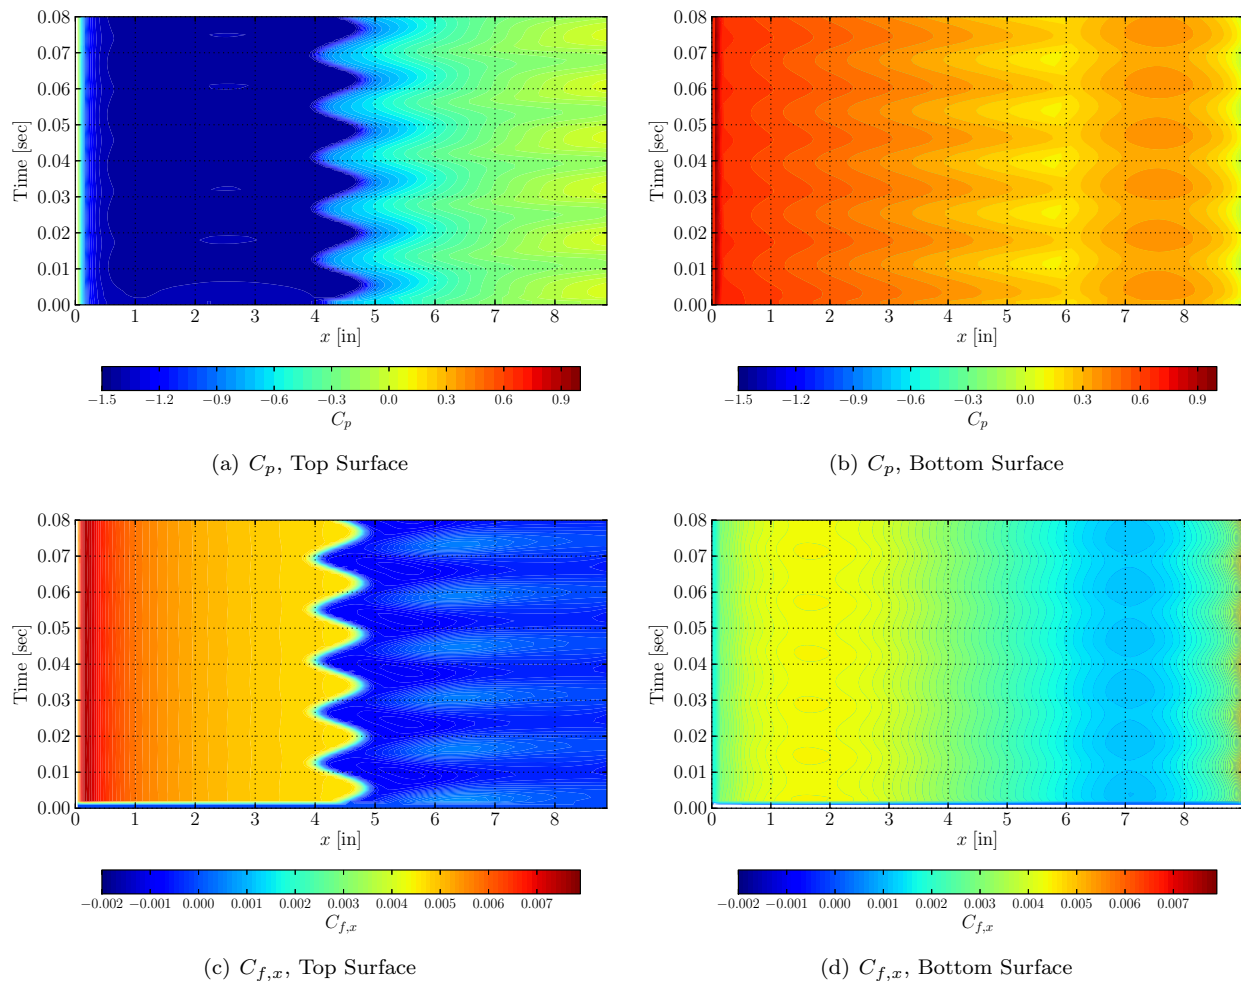 0.08
0.07
0.06
0.05
0.04
0.03
0.02
0.01
0.00
Time [sec]
0 1 2 3 4 5 6 7 8
x [in]
−1.5 −1.2 −0.9 −0.6 −0.3 0.0 0.3 0.6 0.9
C_p
(a) C_p, Top Surface
0.08
0.07
0.06
0.05
0.04
0.03
0.02
0.01
0.00
Time [sec]
0 1 2 3 4 5 6 7 8
x [in]
−1.5 −1.2 −0.9 −0.6 −0.3 0.0 0.3 0.6 0.9
C_p
(b) C_p, Bottom Surface
0.08
0.07
0.06
0.05
0.04
0.03
0.02
0.01
0.00
Time [sec]
0 1 2 3 4 5 6 7 8
x [in]
−0.002 −0.001 0.000 0.001 0.002 0.003 0.004 0.005 0.006 0.007
C_{f,x}
(c) C_{f,x}, Top Surface
0.08
0.07
0.06
0.05
0.04
0.03
0.02
0.01
0.00
Time [sec]
0 1 2 3 4 5 6 7 8
x [in]
−0.002 −0.001 0.000 0.001 0.002 0.003 0.004 0.005 0.006 0.007
C_{f,x}
(d) C_{f,x}, Bottom Surface